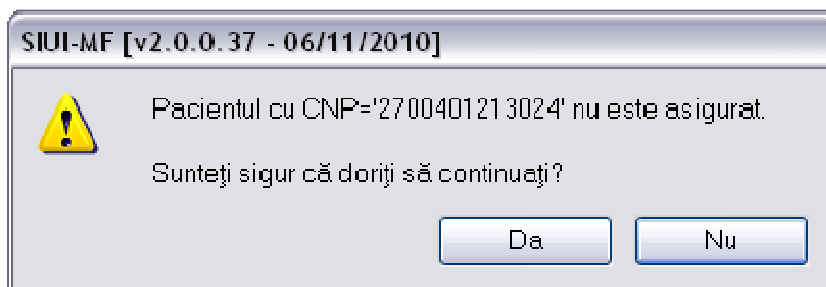 SIUI-MF [v2.0.0.37 - 06/11/2010]
Pacientul cu CNP='2700401213024' nu este asigurat.
Sunteţi sigur că doriţi să continuaţi?
Da
Nu